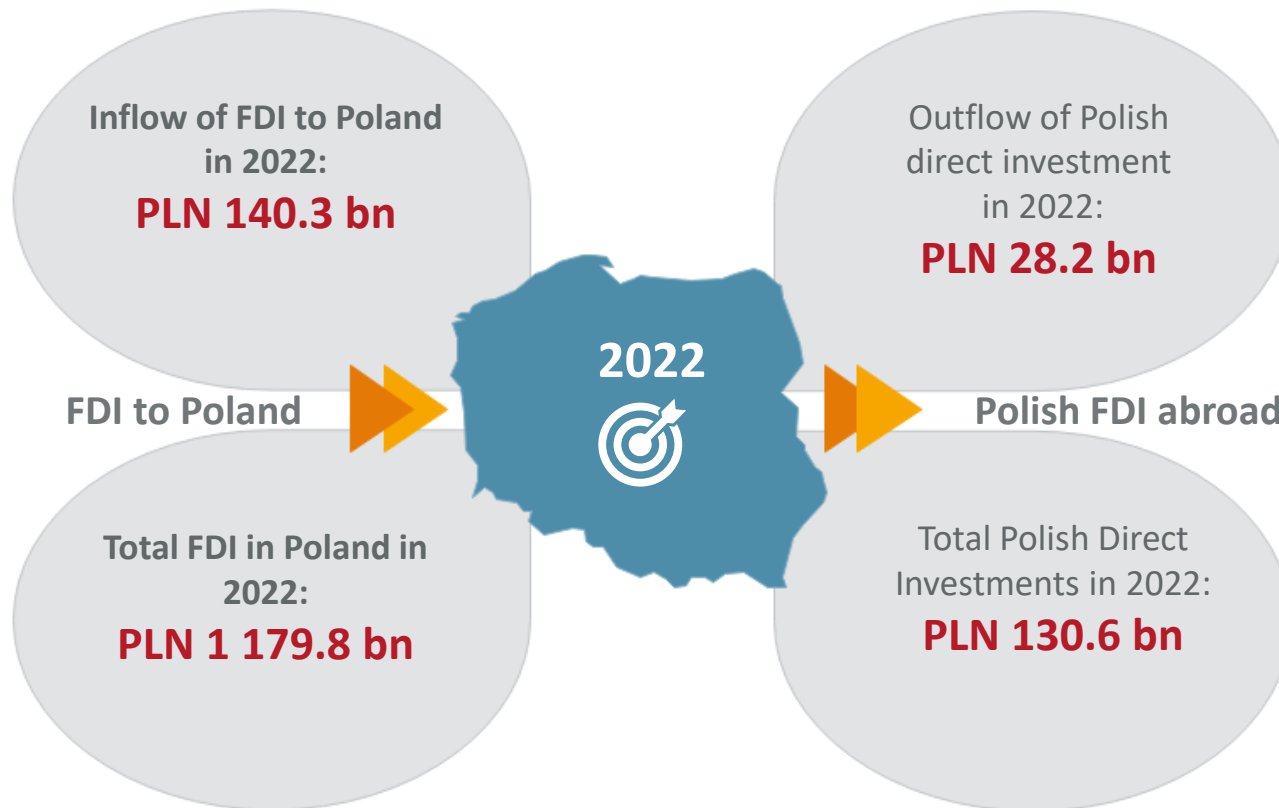 Inflow of FDI to Poland
in 2022:
PLN 140.3 bn
Outflow of Polish
direct investment
in 2022:
PLN 28.2 bn
2022
FDI to Poland
Polish FDI abroad
Total FDI in Poland in
2022:
PLN 1 179.8 bn
Total Polish Direct
Investments in 2022:
PLN 130.6 bn